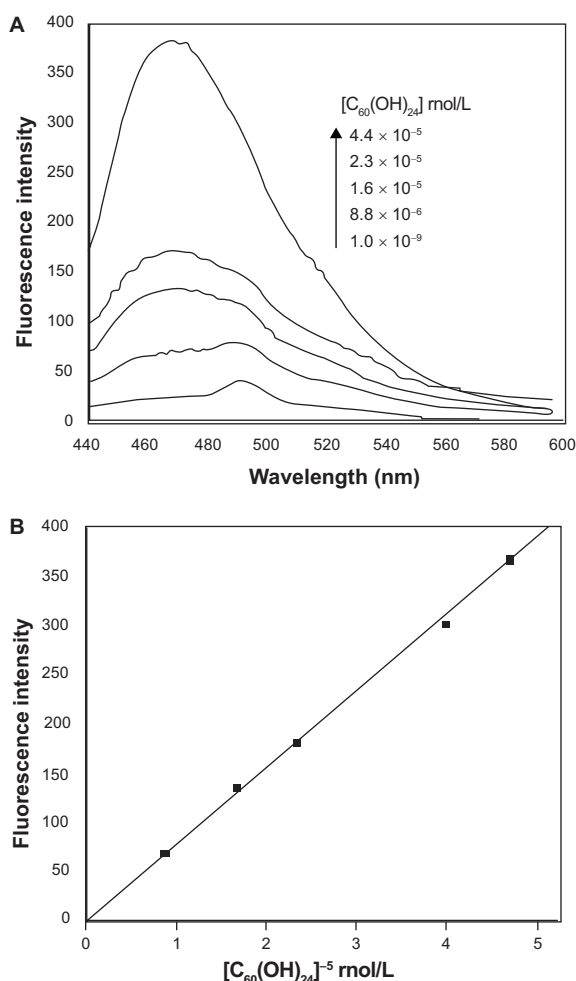 A
400
350
300
250
200
150
100
50
0
Fluorescence intensity
[C₆₀(OH)₂₄] rnol/L
4.4 × 10⁻⁵
2.3 × 10⁻⁵
1.6 × 10⁻⁵
8.8 × 10⁻⁶
1.0 × 10⁻⁹
440 460 480 500 520 540 560 580 600
Wavelength (nm)
B
400
350
300
250
200
150
100
50
0
Fluorescence intensity
0 1 2 3 4 5
[C₆₀(OH)₂₄]⁻⁵ rnol/L